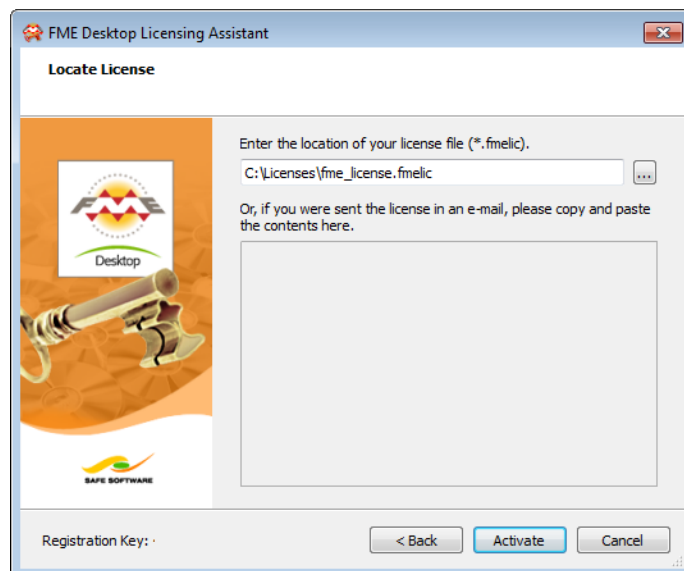 FME Desktop Licensing Assistant
Locate License
Enter the location of your license file (*.fmelic).
C:\Licenses\fme_license.fmelic
...
Or, if you were sent the license in an e-mail, please copy and paste
the contents here.
FME
Desktop
SAFE SOFTWARE
Registration Key:
< Back
Activate
Cancel